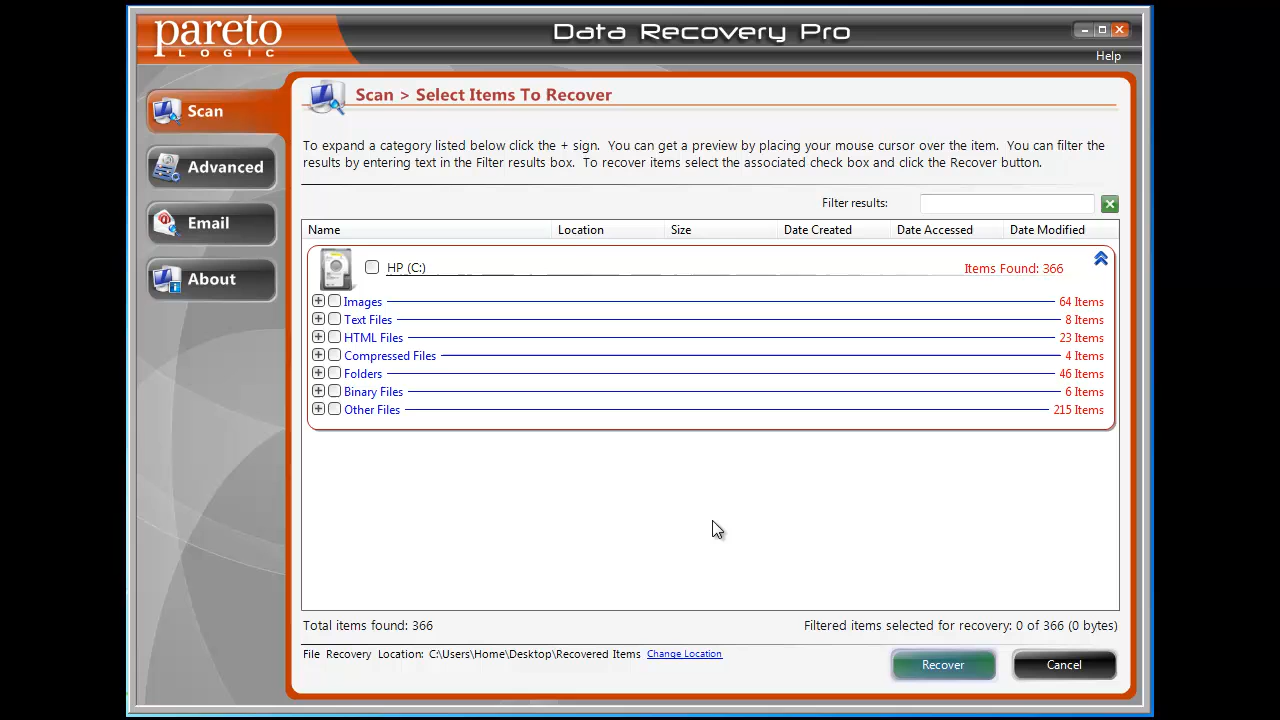 pareto
LOGIC
Data Recovery Pro
Help
Scan
Advanced
Email
About
Scan > Select Items To Recover
To expand a category listed below click the + sign.  You can get a preview by placing your mouse cursor over the item.  You can filter the
results by entering text in the Filter results box.  To recover items select the associated check box and click the Recover button.
Filter results:
Name Location Size Date Created Date Accessed Date Modified
HP (C:) Items Found: 366
Images 64 Items
Text Files 8 Items
HTML Files 23 Items
Compressed Files 4 Items
Folders 46 Items
Binary Files 6 Items
Other Files 215 Items
Total items found: 366 Filtered items selected for recovery: 0 of 366 (0 bytes)
File Recovery Location: C:\Users\Home\Desktop\Recovered Items Change Location
Recover Cancel